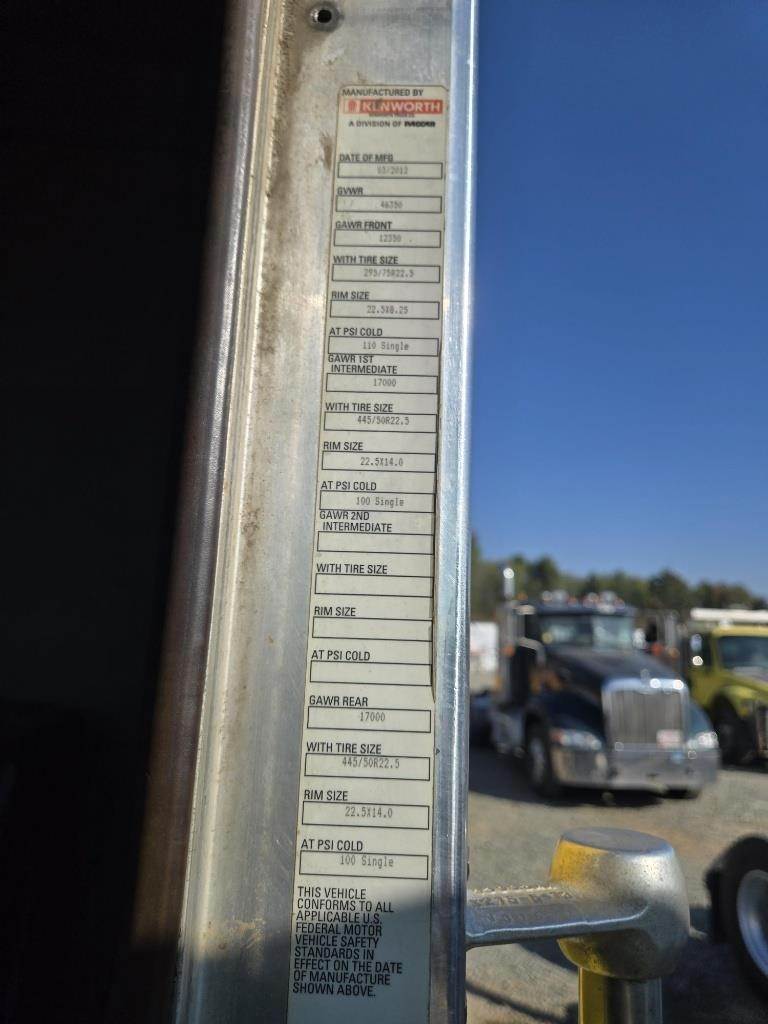 MANUFACTURED BY
KENWORTH
KENWORTH TRUCK CO.
A DIVISION OF PACCAR
DATE OF MFG
03/2012
GVWR
46350
GAWR FRONT
12350
WITH TIRE SIZE
295/75R22.5
RIM SIZE
22.5X8.25
AT PSI COLD
110 Single
GAWR 1ST
INTERMEDIATE
17000
WITH TIRE SIZE
445/50R22.5
RIM SIZE
22.5X14.0
AT PSI COLD
100 Single
GAWR 2ND
INTERMEDIATE
WITH TIRE SIZE
RIM SIZE
AT PSI COLD
GAWR REAR
17000
WITH TIRE SIZE
445/50R22.5
RIM SIZE
22.5X14.0
AT PSI COLD
100 Single
THIS VEHICLE
CONFORMS TO ALL
APPLICABLE U.S.
FEDERAL MOTOR
VEHICLE SAFETY
STANDARDS IN
EFFECT ON THE DATE
OF MANUFACTURE
SHOWN ABOVE.